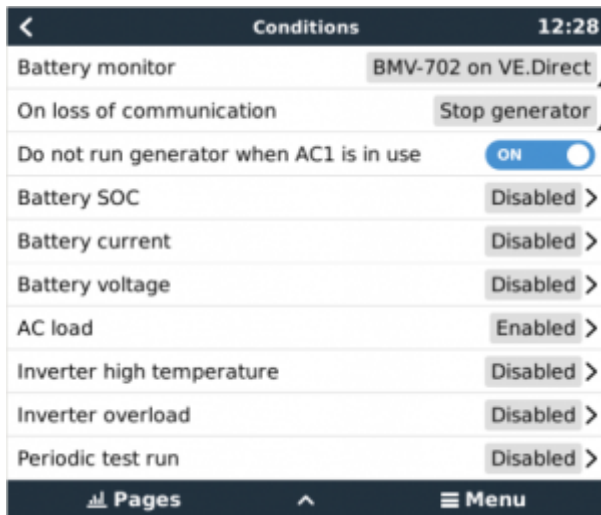 Conditions 12:28
Battery monitor BMV-702 on VE.Direct
On loss of communication Stop generator
Do not run generator when AC1 is in use ON
Battery SOC Disabled
Battery current Disabled
Battery voltage Disabled
AC load Enabled
Inverter high temperature Disabled
Inverter overload Disabled
Periodic test run Disabled
Pages Menu